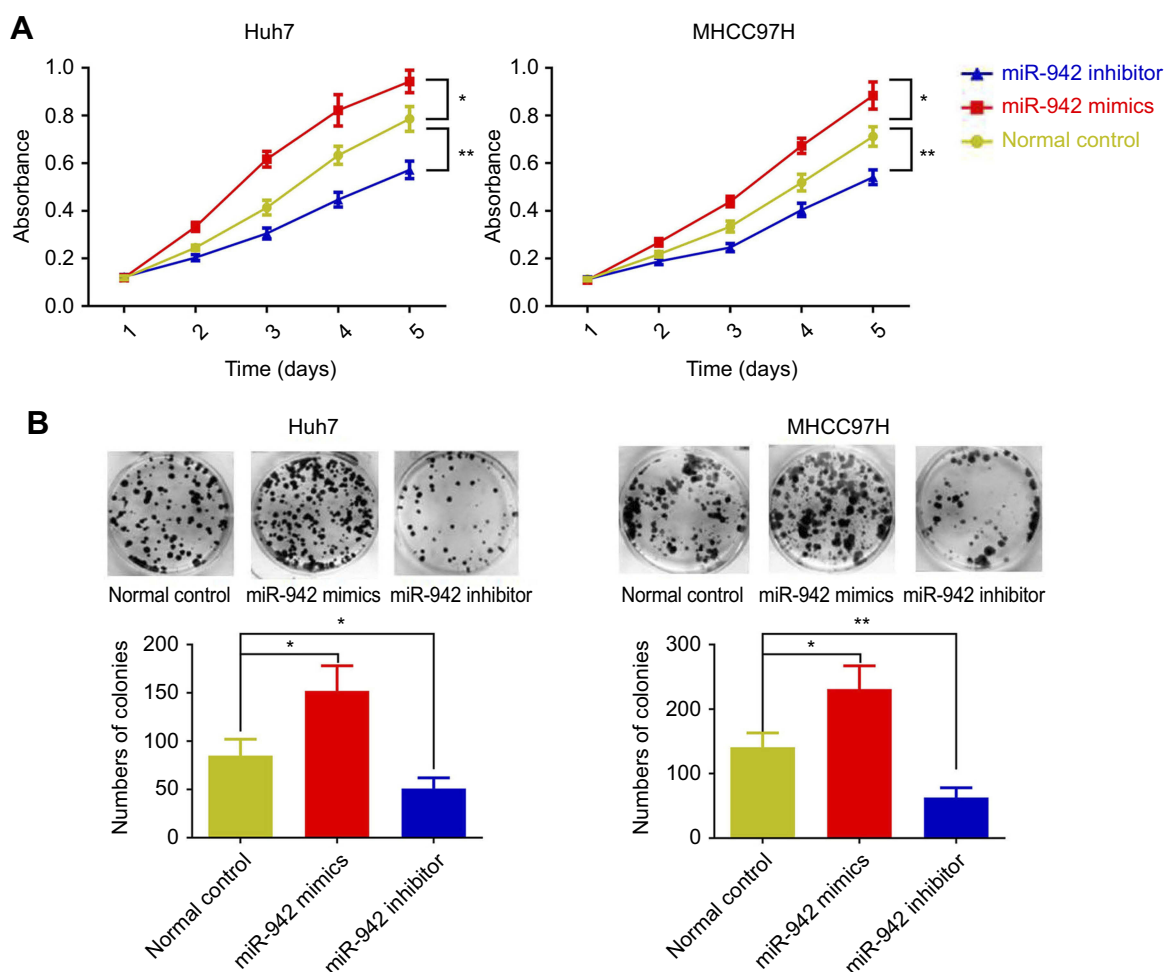 A
Huh7
MHCC97H
1.0
0.8
0.6
0.4
0.2
0.0
Absorbance
1
2
3
4
5
Time (days)
*
**
1.0
0.8
0.6
0.4
0.2
0.0
Absorbance
1
2
3
4
5
Time (days)
*
**
miR-942 inhibitor
miR-942 mimics
Normal control
B
Huh7
MHCC97H
Normal control
miR-942 mimics
miR-942 inhibitor
Normal control
miR-942 mimics
miR-942 inhibitor
200
150
100
50
0
Numbers of colonies
*
*
Normal control
miR-942 mimics
miR-942 inhibitor
300
200
100
0
Numbers of colonies
**
*
Normal control
miR-942 mimics
miR-942 inhibitor